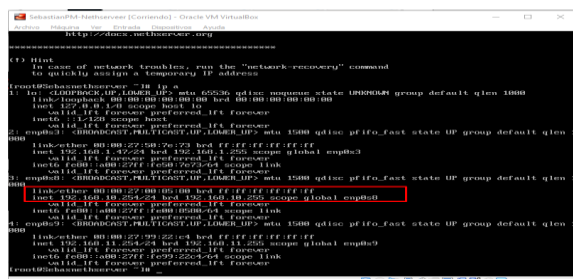 SebastianPM-Nethserveer [Corriendo] - Oracle VM VirtualBox
Archivo Máquina Ver Entrada Dispositivos Ayuda
http://docs.nethserver.org
================================================
(†) Hint
In case of network troubles, run the "network-recovery" command
to quickly assign a temporary IP address
[root@Sebasnethserver ~]# ip a
1: lo: <LOOPBACK,UP,LOWER_UP> mtu 65536 qdisc noqueue state UNKNOWN group default qlen 1000
link/loopback 00:00:00:00:00:00 brd 00:00:00:00:00:00
inet 127.0.0.1/8 scope host lo
valid_lft forever preferred_lft forever
inet6 ::1/128 scope host
valid_lft forever preferred_lft forever
2: enp0s3: <BROADCAST,MULTICAST,UP,LOWER_UP> mtu 1500 qdisc pfifo_fast state UP group default qlen 1
000
link/ether 08:00:27:50:7e:73 brd ff:ff:ff:ff:ff:ff
inet 192.168.1.47/24 brd 192.168.1.255 scope global enp0s3
valid_lft forever preferred_lft forever
inet6 fe80::a00:27ff:fe50:7e73/64 scope link
valid_lft forever preferred_lft forever
3: enp0s8: <BROADCAST,MULTICAST,UP,LOWER_UP> mtu 1500 qdisc pfifo_fast state UP group default qlen 1
000
link/ether 08:00:27:00:05:00 brd ff:ff:ff:ff:ff:ff
inet 192.168.10.254/24 brd 192.168.10.255 scope global enp0s8
valid_lft forever preferred_lft forever
inet6 fe80::a00:27ff:fe00:0500/64 scope link
valid_lft forever preferred_lft forever
4: enp0s9: <BROADCAST,MULTICAST,UP,LOWER_UP> mtu 1500 qdisc pfifo_fast state UP group default qlen 1
000
link/ether 08:00:27:99:22:c4 brd ff:ff:ff:ff:ff:ff
inet 192.168.11.254/24 brd 192.168.11.255 scope global enp0s9
valid_lft forever preferred_lft forever
inet6 fe80::a00:27ff:fe99:22c4/64 scope link
valid_lft forever preferred_lft forever
[root@Sebasnethserver ~]# _